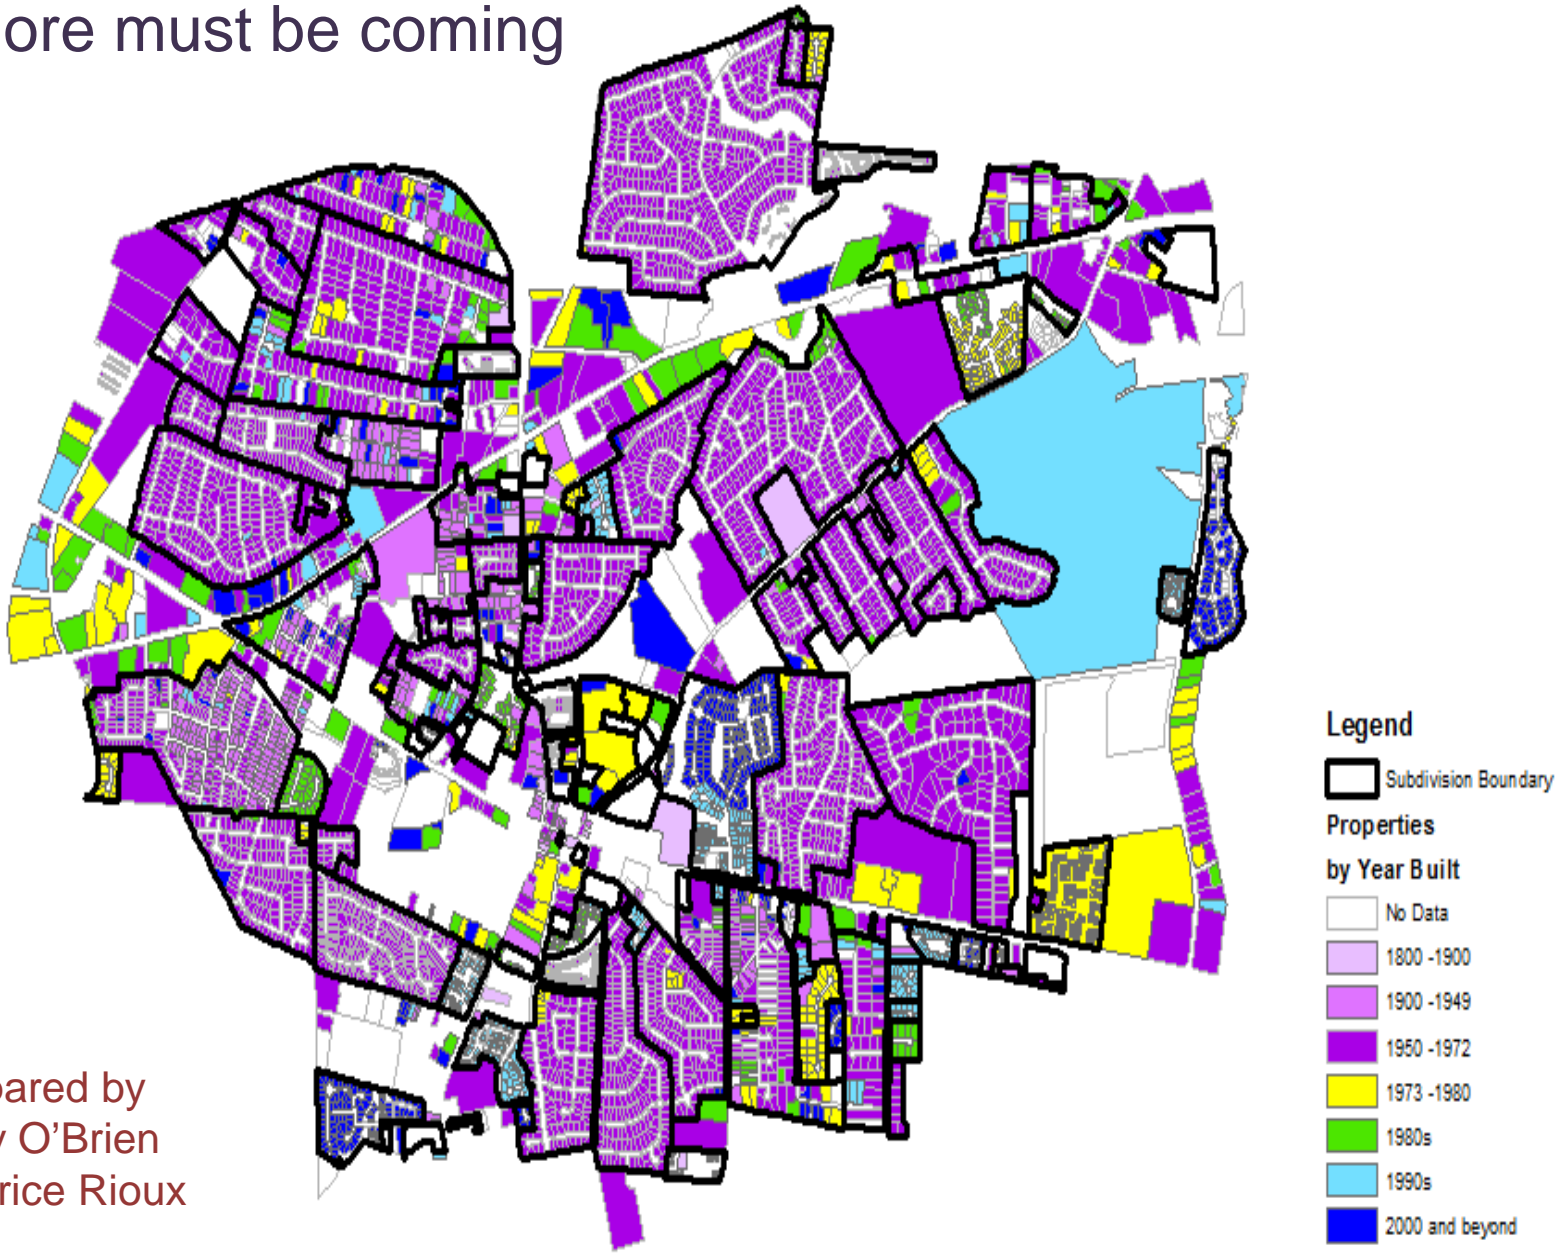 ore must be coming
Legend
Subdivision Boundary
Properties
by Year Built
No Data
1800 -1900
1900 -1949
1950 -1972
1973 -1980
1980s
1990s
2000 and beyond
ared by
O’Brien
rice Rioux